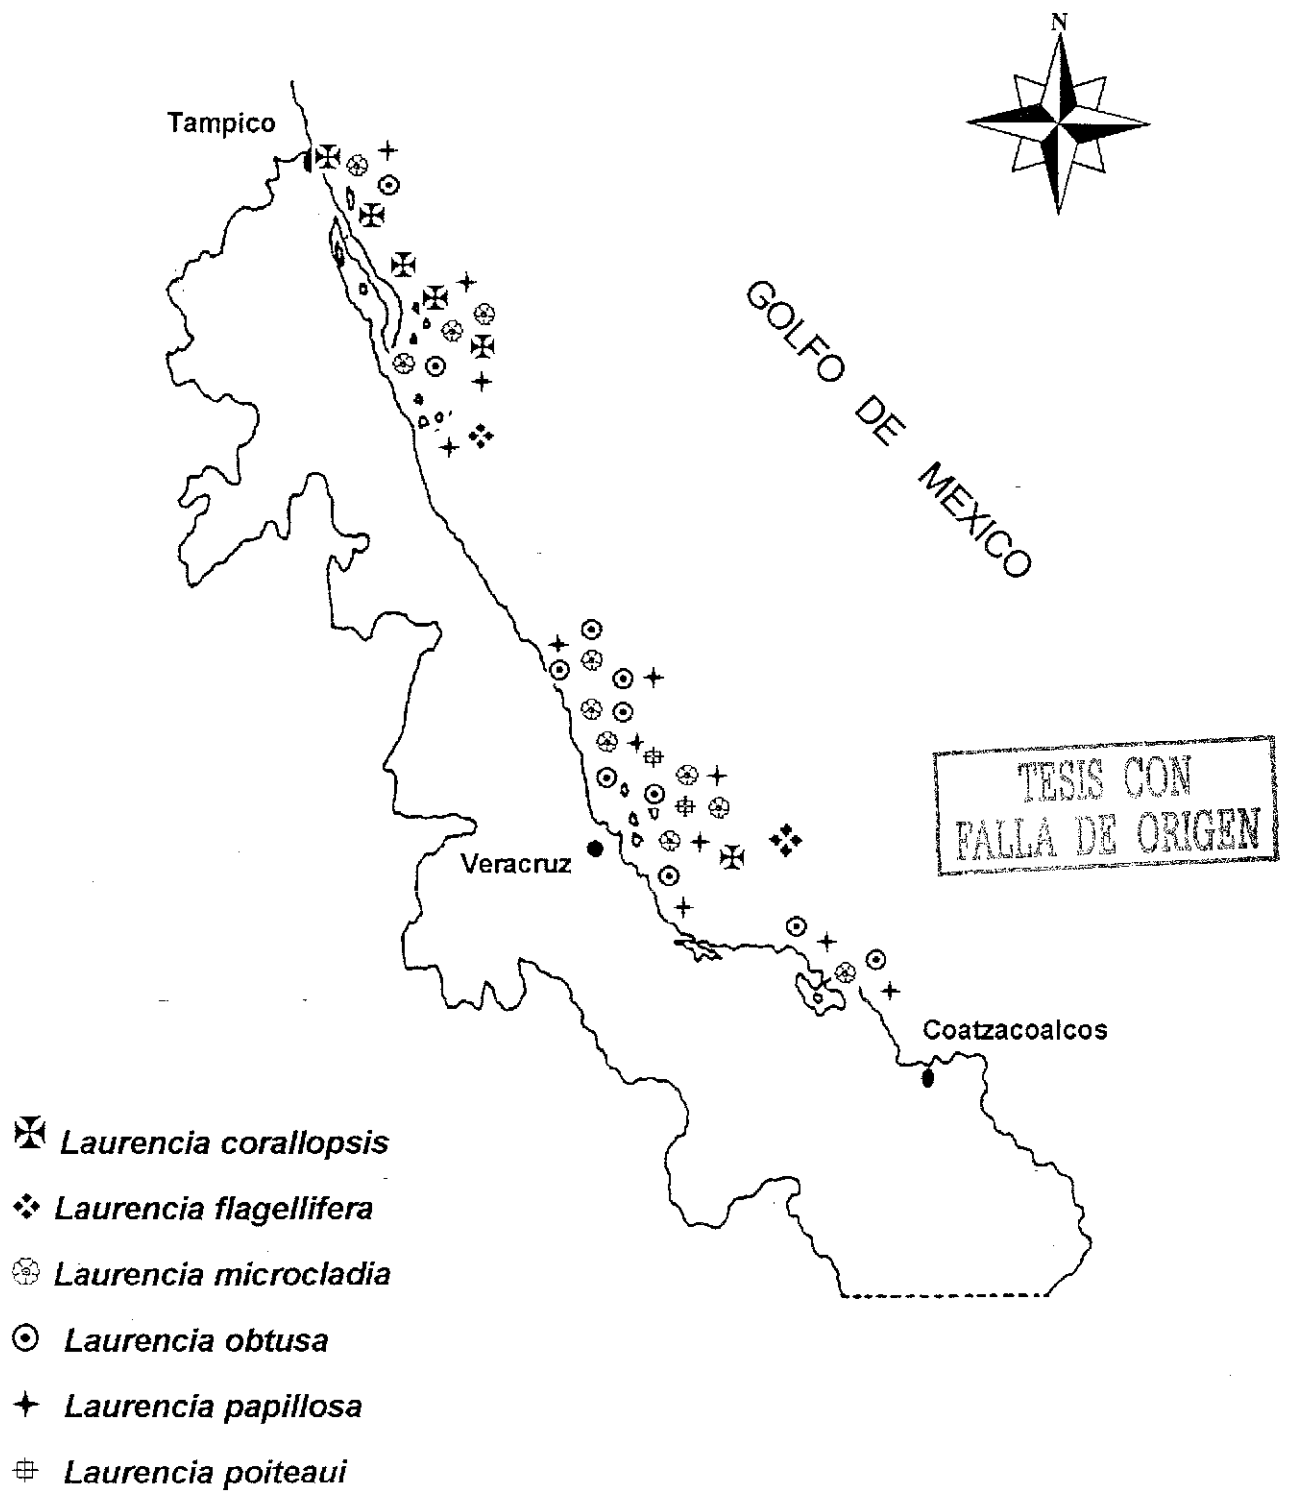 N
Tampico
GOLFO DE MEXICO
TESIS CON
FALLA DE ORIGEN
Veracruz
Coatzacoalcos
Laurencia corallopsis
Laurencia flagellifera
Laurencia microcladia
Laurencia obtusa
Laurencia papillosa
Laurencia poiteaui